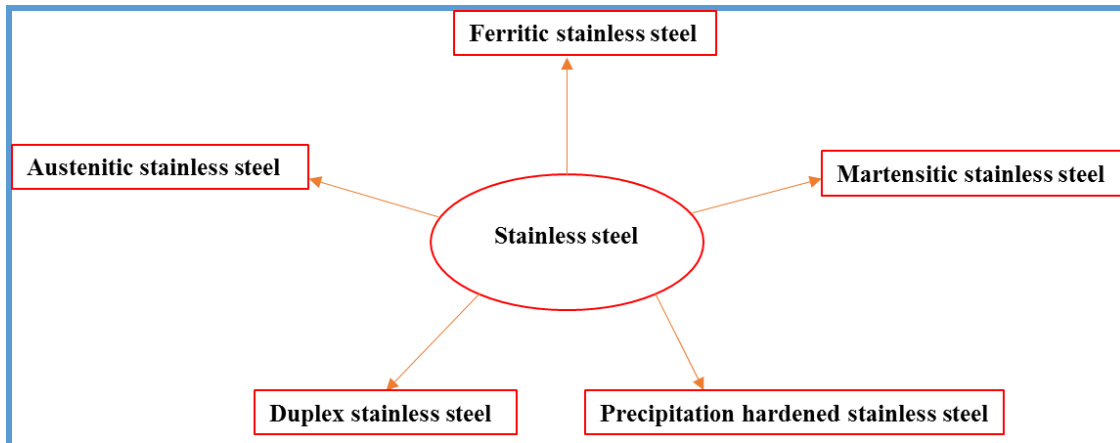 Ferritic stainless steel
Austenitic stainless steel
Martensitic stainless steel
Stainless steel
Duplex stainless steel
Precipitation hardened stainless steel